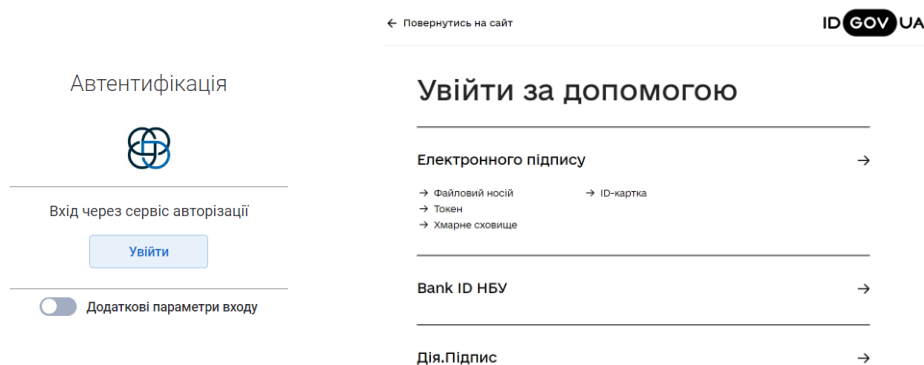 Автентифікація
Вхід через сервіс авторізації
Увійти
Додаткові параметри входу
← Повернутись на сайт
ID GOV UA
Увійти за допомогою
Електронного підпису →
→ Файловий носій → ID-картка
→ Токен
→ Хмарне сховище
Bank ID НБУ →
Дія.Підпис →